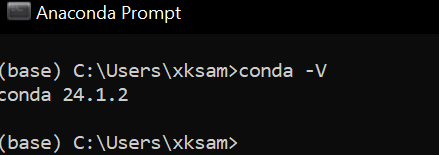 Anaconda Prompt
(base) C:\Users\xksam>conda -V
conda 24.1.2
(base) C:\Users\xksam>